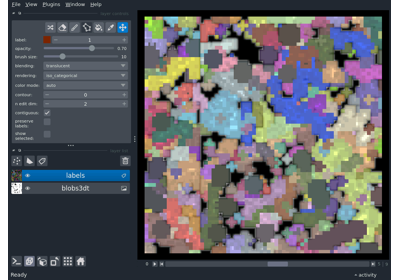 File View Plugins Window Help
label: 1
opacity: 0.70
brush size: 10
blending: translucent
rendering: iso_categorical
color mode: auto
contour: 0
n edit dim: 2
contiguous:
preserve
labels:
show
selected:
labels
blobs3dt
Ready
activity